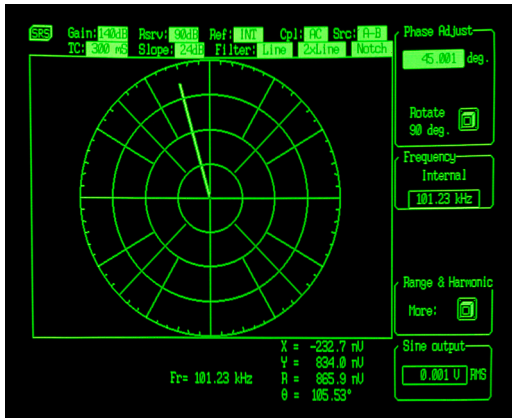 SRS Gain: 140dB Rsrv: 90dB Ref: INT Cpl: AC Src: A-B
TC: 300 mS Slope: 24dB Filter: Line 2xLine Notch
Phase Adjust
45.001 deg.
Rotate
90 deg.
Frequency
Internal
101.23 kHz
Range & Harmonic
More:
Sine output
0.001 V RMS
Fr= 101.23 kHz
X = -232.7 nV
Y = 834.0 nV
R = 865.9 nV
θ = 105.53°